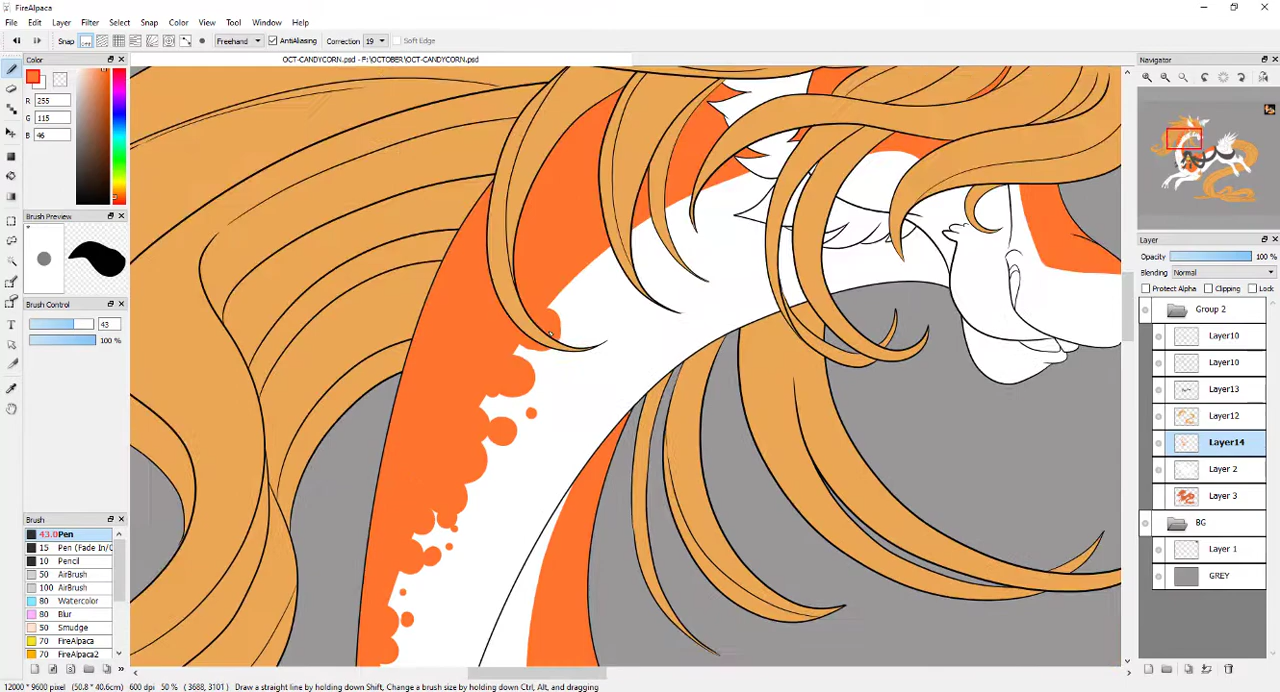 FireAlpaca
File Edit Layer Filter Select Snap Color View Tool Window Help
Snap Freehand AntiAliasing Correction 19 Soft Edge
OCT-CANDYCORN.psd - F:\OCTOBER\OCT-CANDYCORN.psd
Color
R 255
G 115
B 46
Brush Preview
Brush Control
43
100 %
Brush
43.0 Pen
15 Pen (Fade In/O
10 Pencil
50 AirBrush
100 AirBrush
80 Watercolor
80 Blur
50 Smudge
70 FireAlpaca
70 FireAlpaca2
Navigator
Layer
Opacity 100 %
Blending Normal
Protect Alpha Clipping Lock
Group 2
Layer10
Layer10
Layer13
Layer12
Layer14
Layer 2
Layer 3
BG
Layer 1
GREY
12000 * 9600 pixel (50.8 * 40.6cm) 600 dpi 50 % ( 3688, 3101 ) Draw a straight line by holding down Shift, Change a brush size by holding down Ctrl, Alt, and dragging